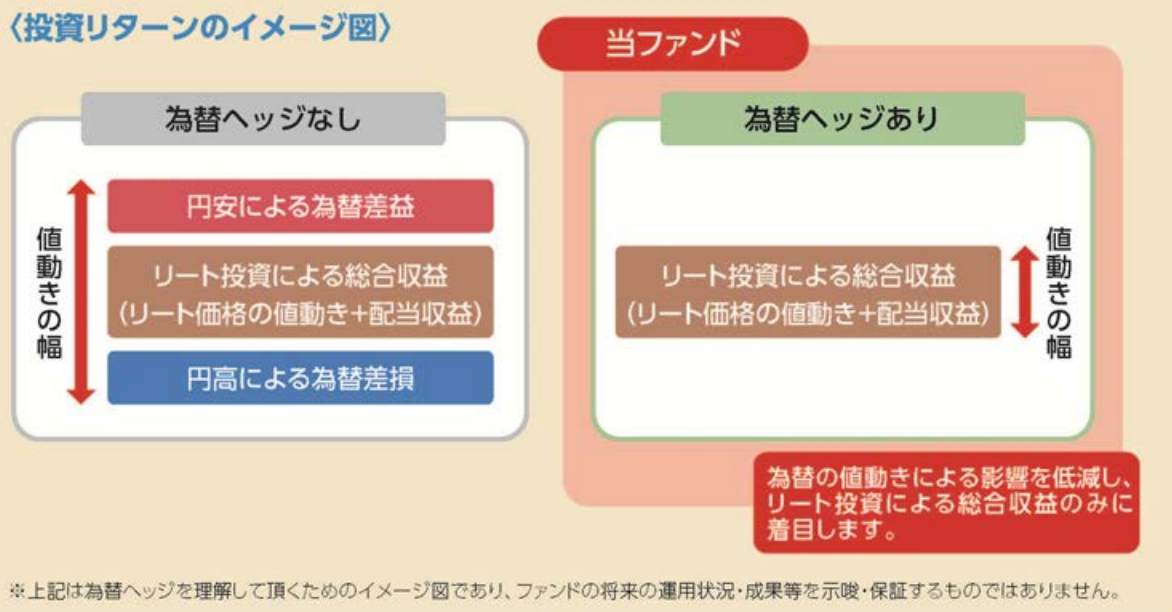 〈投資リターンのイメージ図〉
当ファンド
為替ヘッジなし
値動きの幅
円安による為替差益
リート投資による総合収益
(リート価格の値動き+配当収益)
円高による為替差損
為替ヘッジあり
リート投資による総合収益
(リート価格の値動き+配当収益)
値動きの幅
為替の値動きによる影響を低減し、
リート投資による総合収益のみに
着目します。
※上記は為替ヘッジを理解して頂くためのイメージ図であり、ファンドの将来の運用状況・成果等を示唆・保証するものではありません。